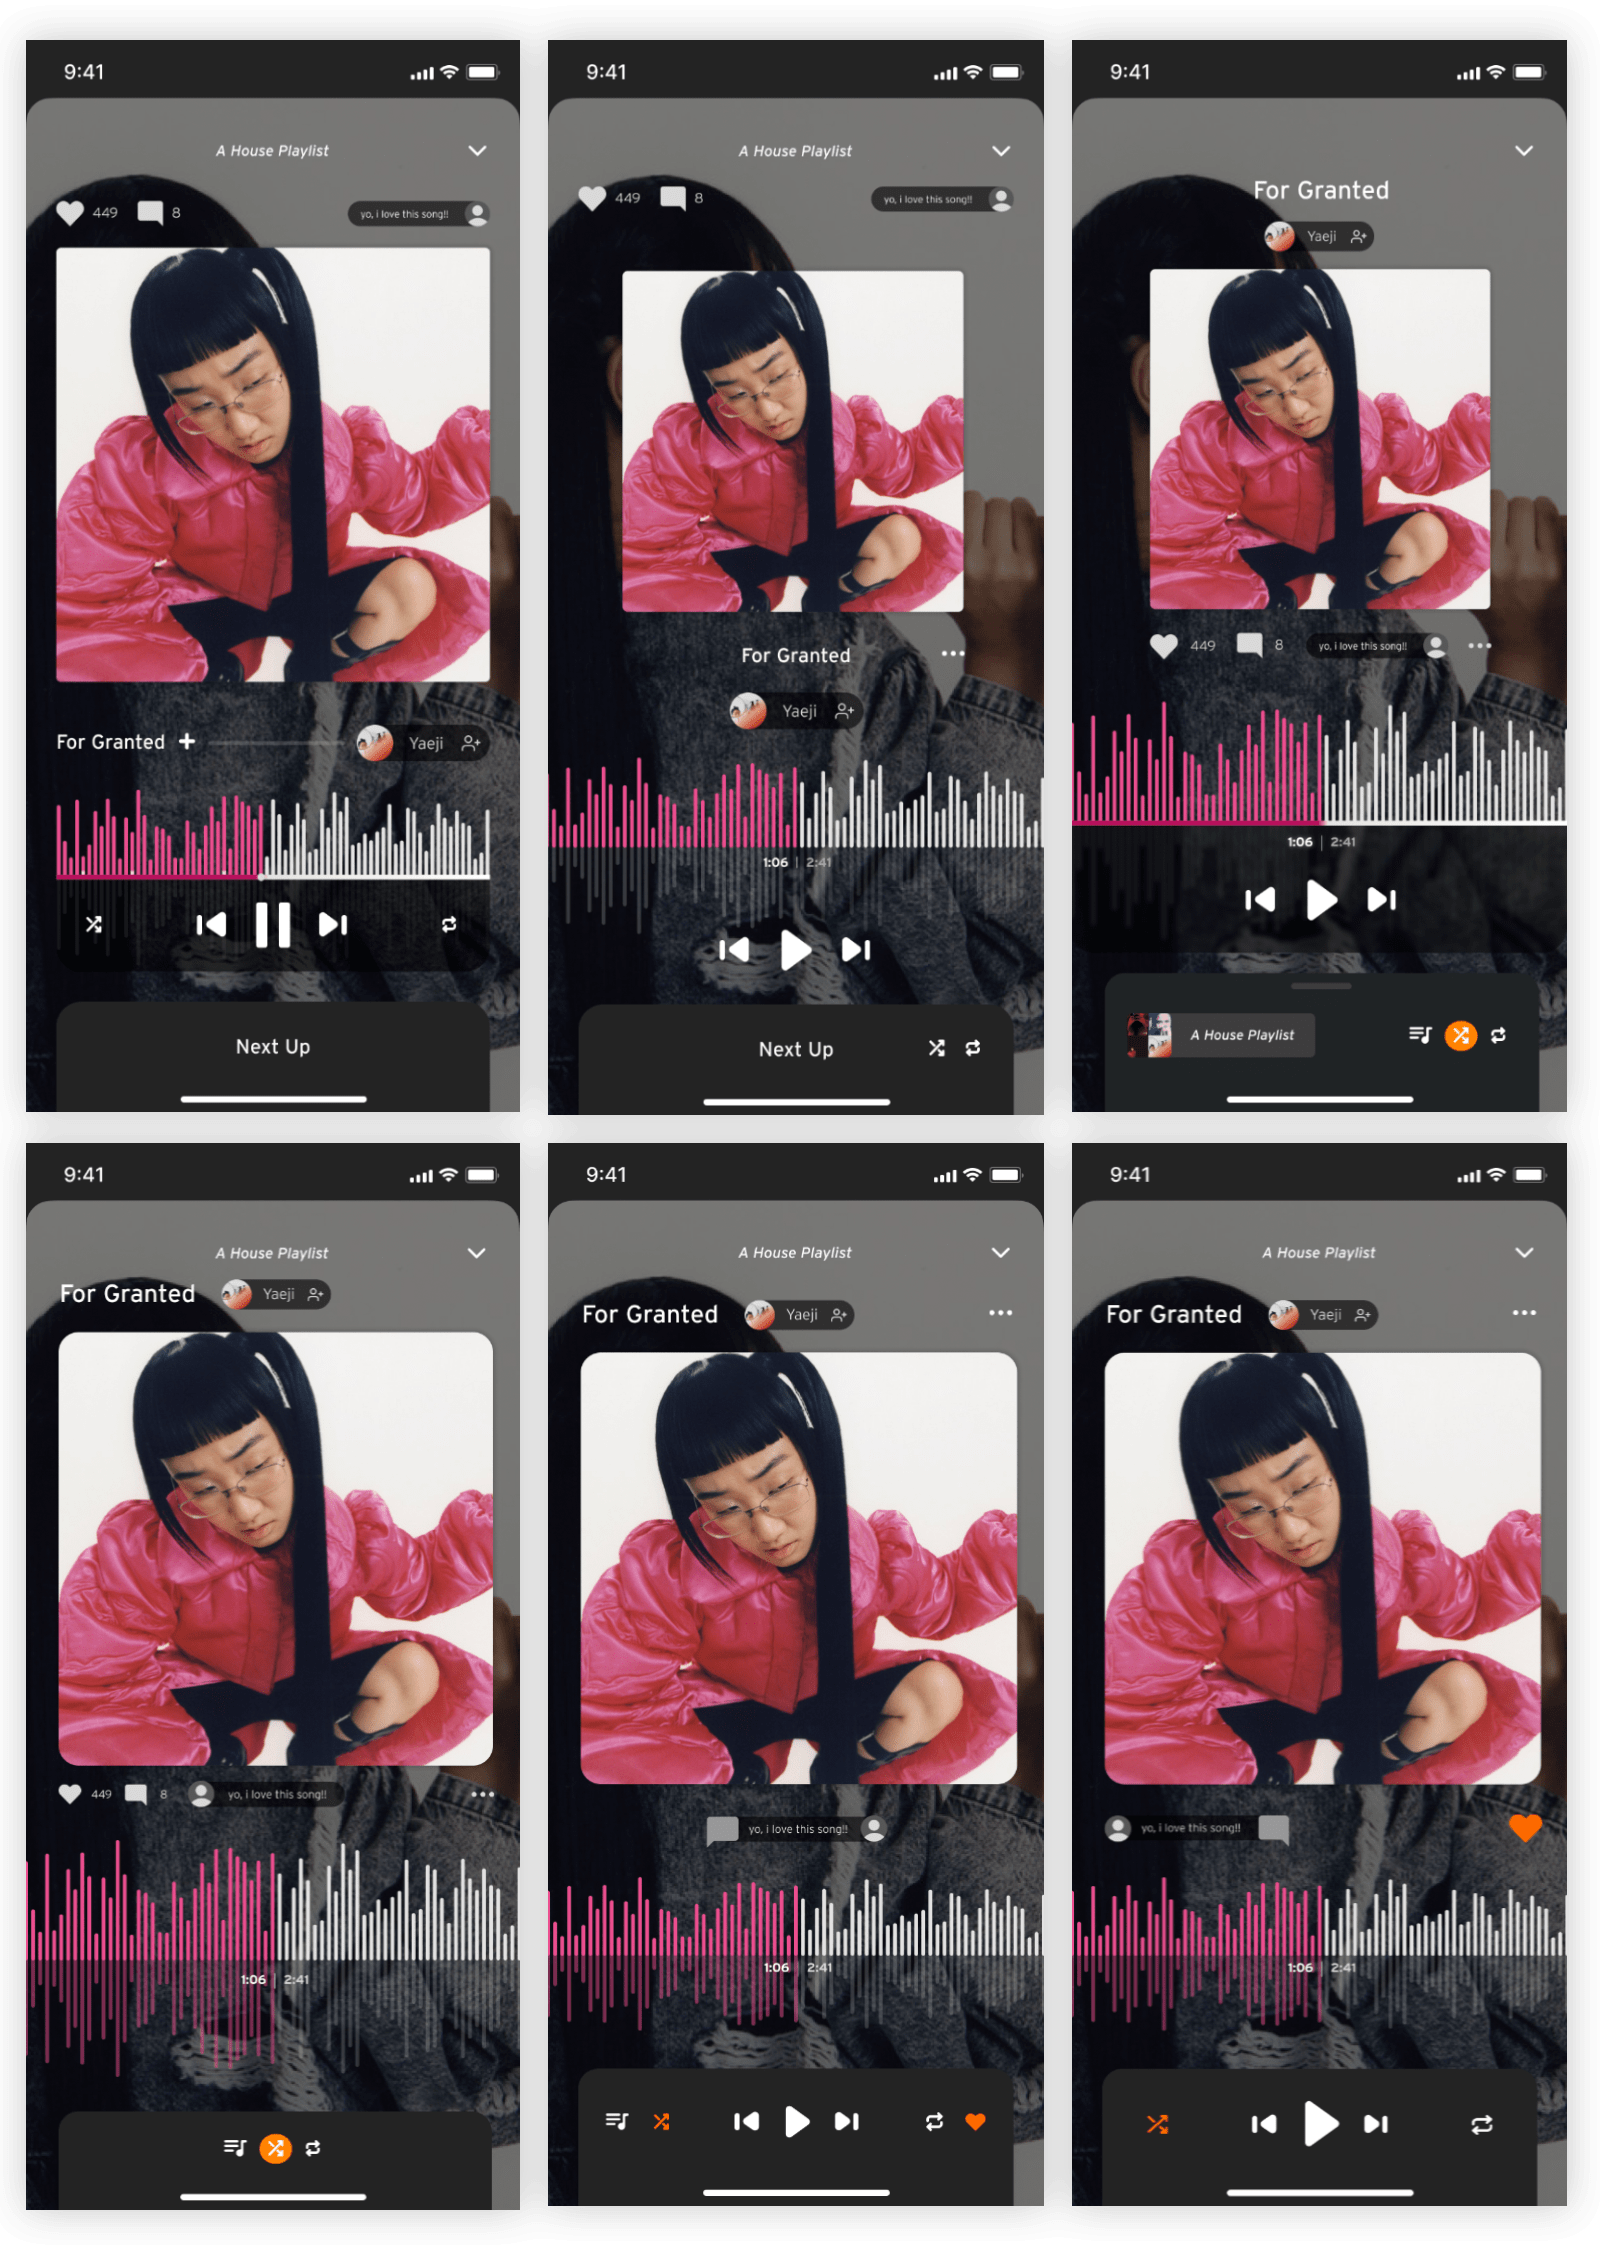 9:41
A House Playlist
449 8 yo, i love this song!!
For Granted + Yaeji
Next Up
9:41
A House Playlist
449 8 yo, i love this song!!
For Granted
Yaeji
1:06 | 2:41
Next Up
9:41
For Granted
Yaeji
449 8 yo, i love this song!!
1:06 | 2:41
A House Playlist
9:41
A House Playlist
For Granted Yaeji
449 8 yo, i love this song!!
1:06 | 2:41
9:41
A House Playlist
For Granted Yaeji
yo, i love this song!!
1:06 | 2:41
9:41
A House Playlist
For Granted Yaeji
yo, i love this song!!
1:06 | 2:41